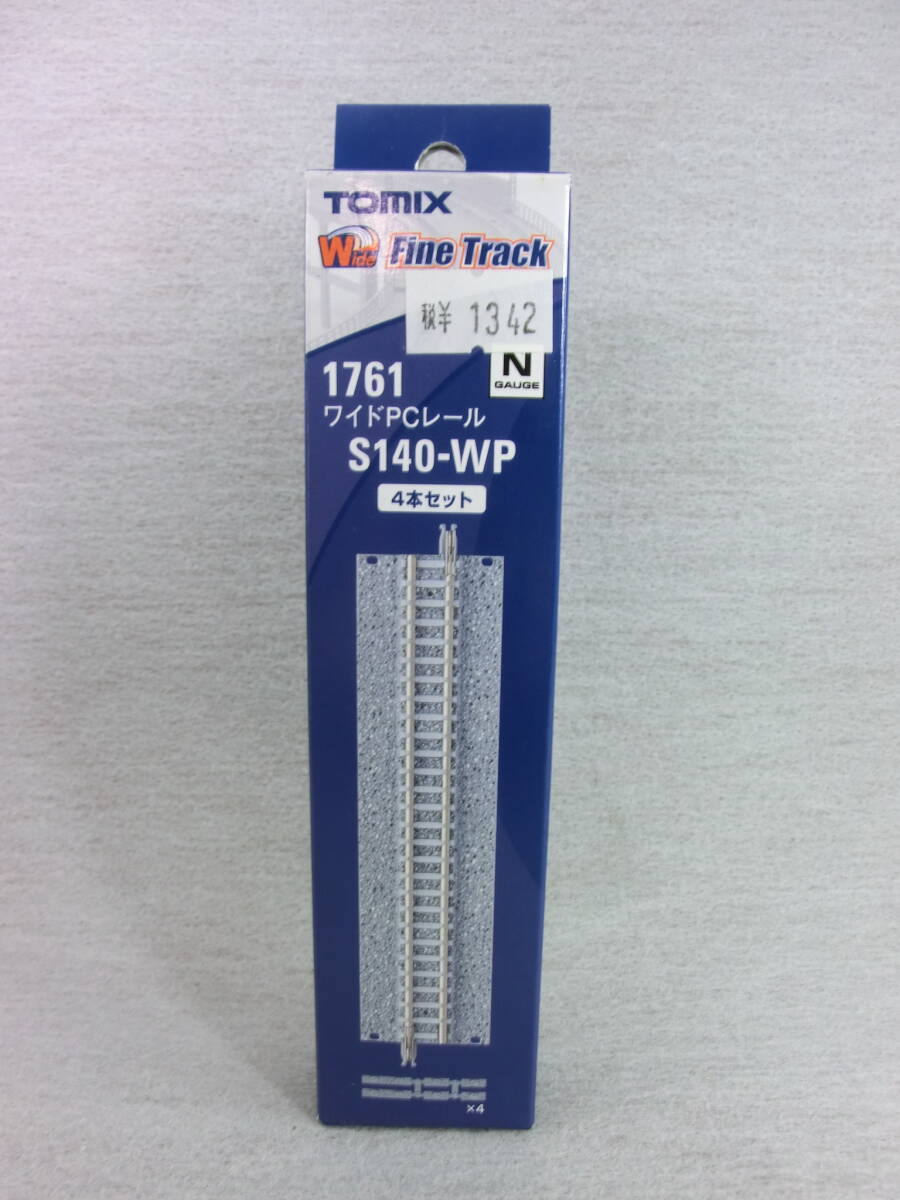 TOMIX
Wide Fine Track
税¥ 1342
N
GAUGE
1761
ワイドPCレール
S140-WP
4本セット
×4